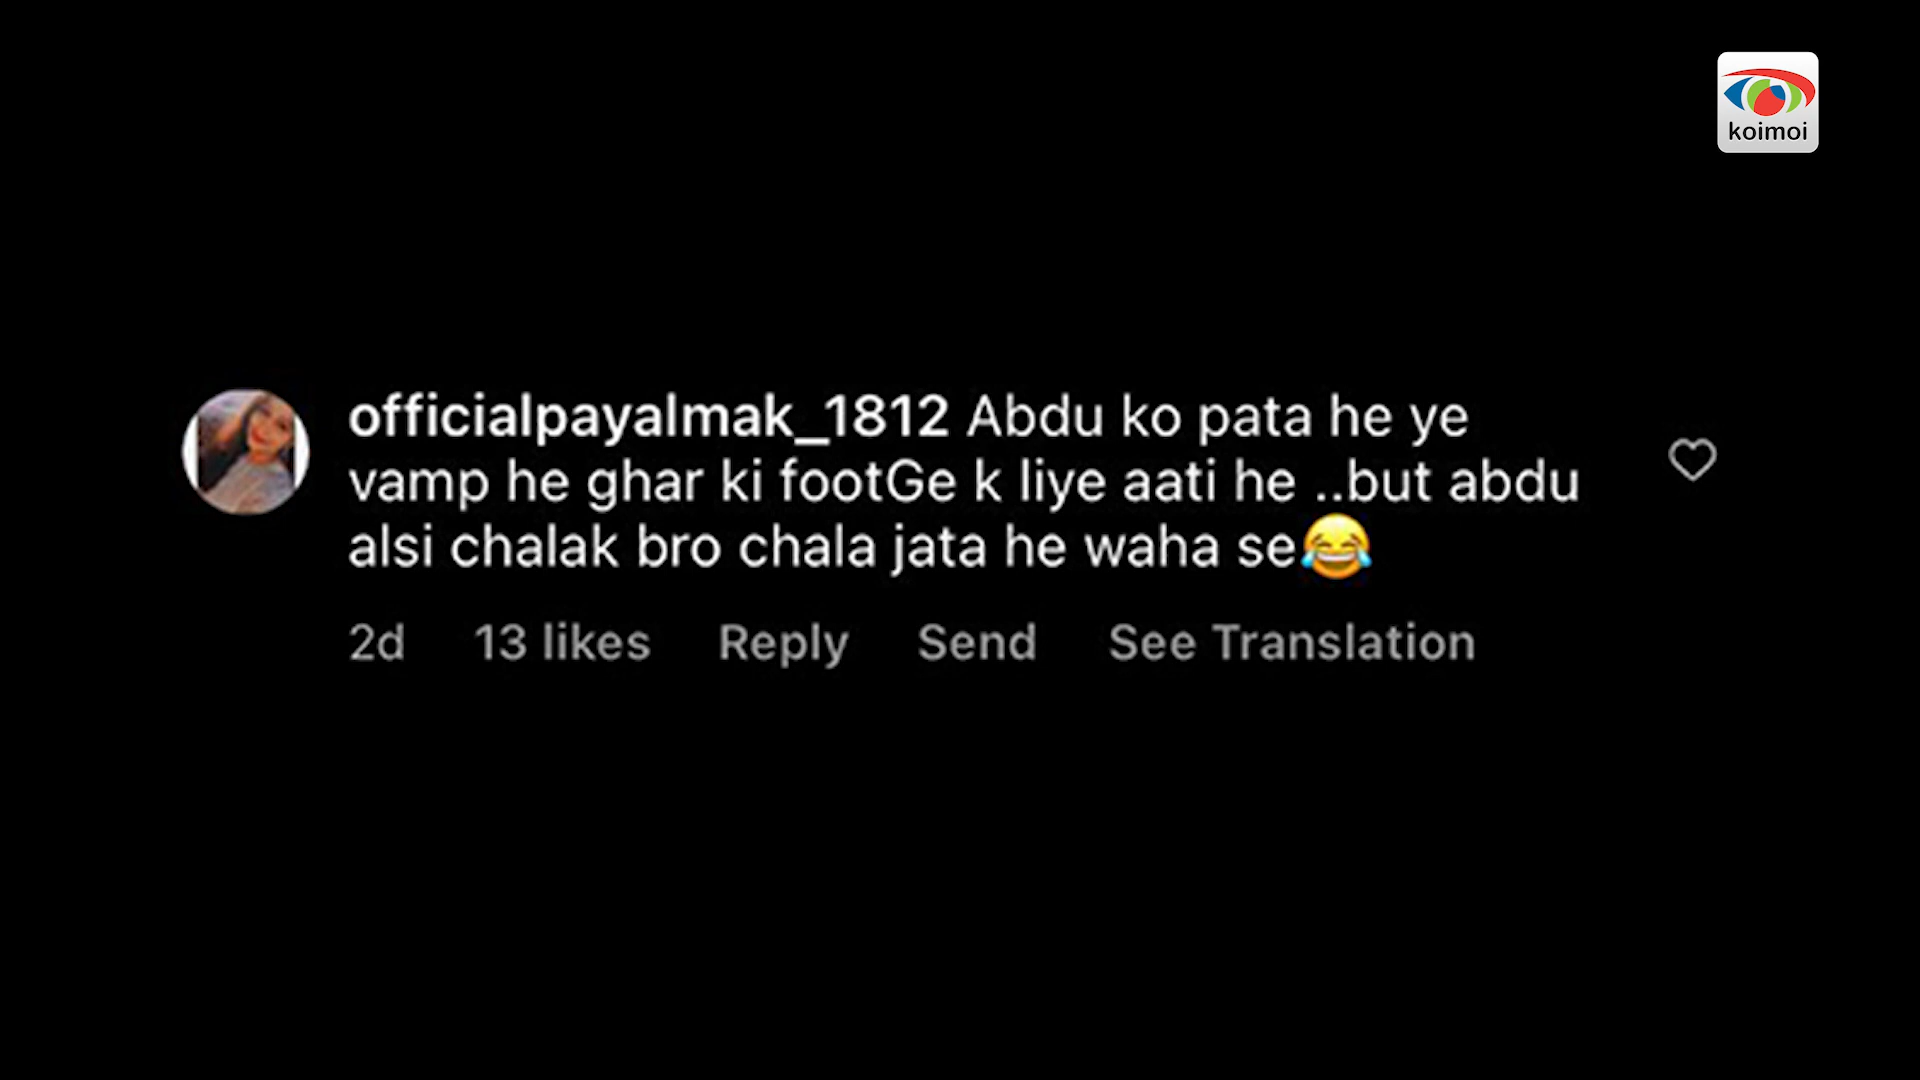 koimoi
officialpayalmak_1812 Abdu ko pata he ye
vamp he ghar ki footGe k liye aati he ..but abdu
alsi chalak bro chala jata he waha se😂
2d 13 likes Reply Send See Translation